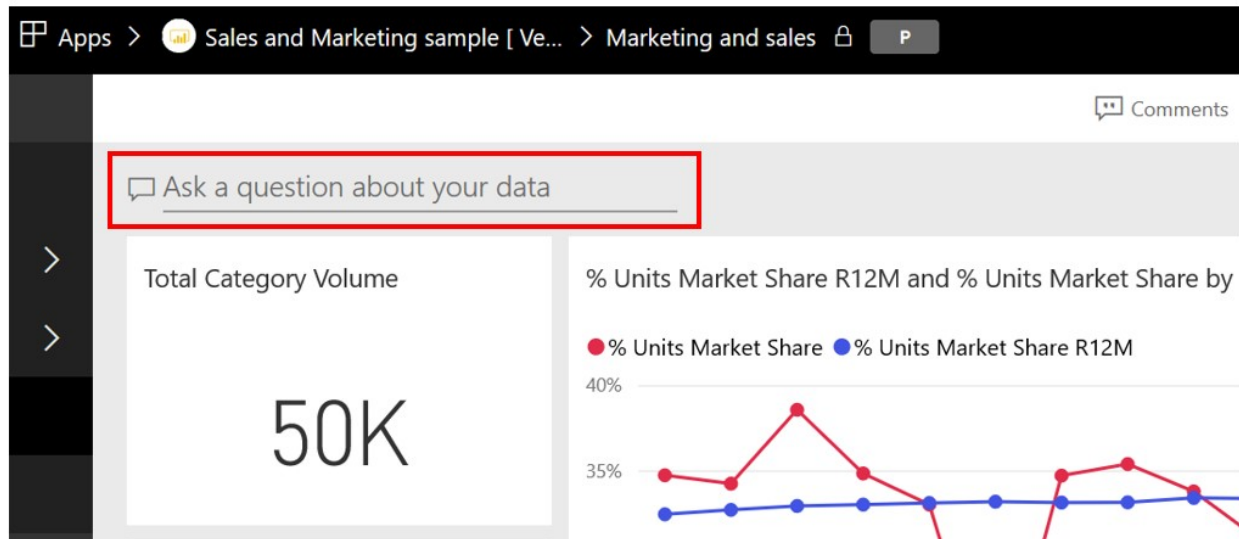 Apps > Sales and Marketing sample [ Ve... > Marketing and sales P
Comments
Ask a question about your data
Total Category Volume
% Units Market Share R12M and % Units Market Share by
% Units Market Share % Units Market Share R12M
40%
50K
35%